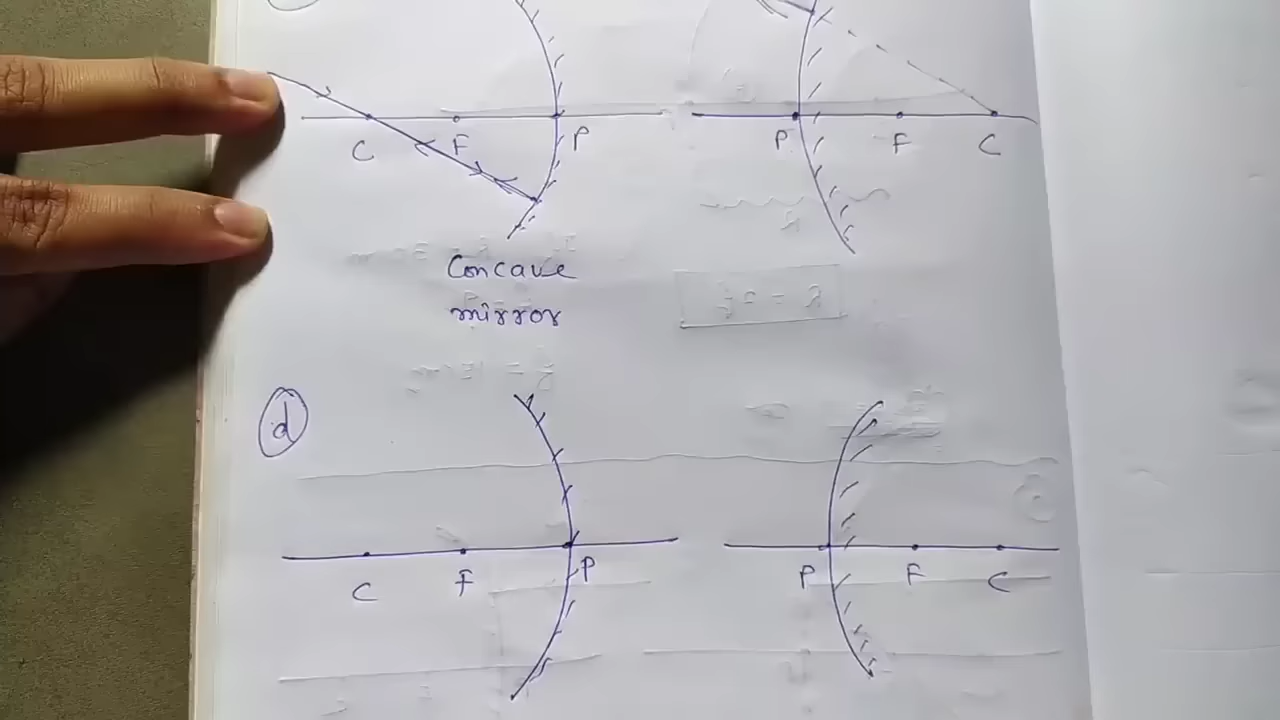 C F P P F C
Concave
mirror
d
C F P P F C